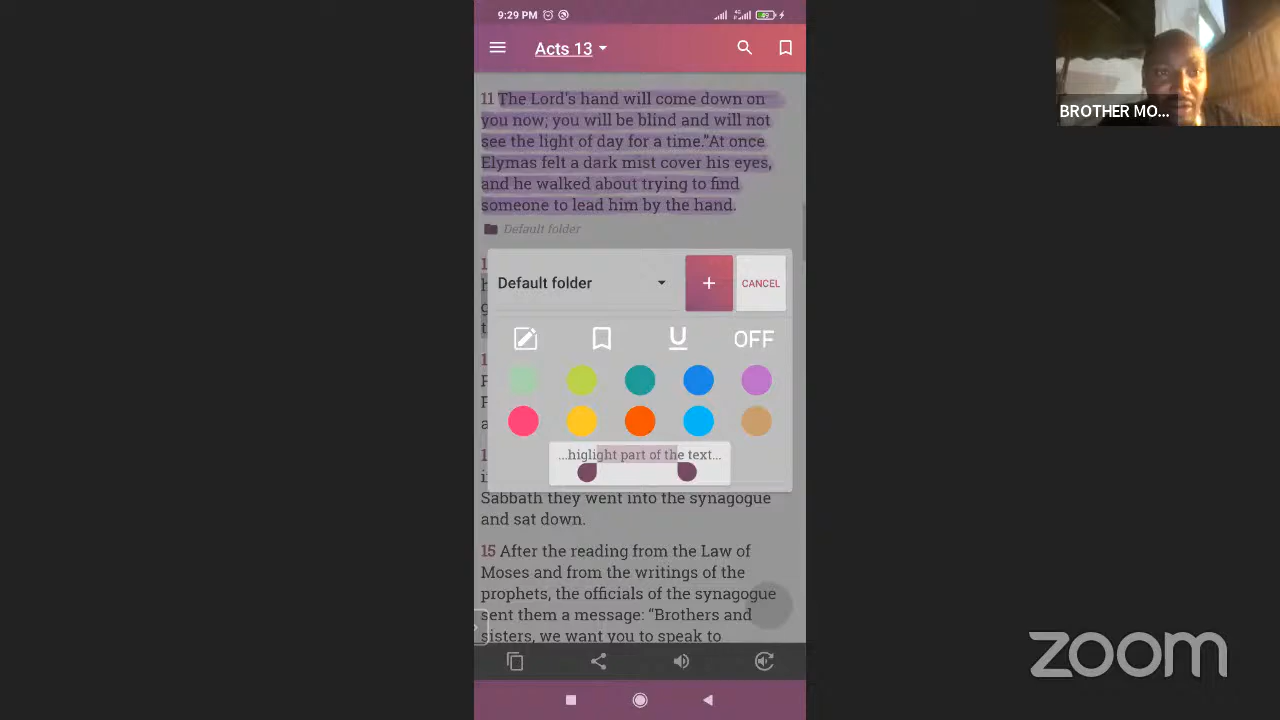 9:29 PM
4G
49
Acts 13
BROTHER MO...
11 The Lord's hand will come down on
you now; you will be blind and will not
see the light of day for a time."At once
Elymas felt a dark mist cover his eyes,
and he walked about trying to find
someone to lead him by the hand.
Default folder
Default folder
+
CANCEL
U
OFF
...higlight part of the text...
Sabbath they went into the synagogue
and sat down.
15 After the reading from the Law of
Moses and from the writings of the
prophets, the officials of the synagogue
sent them a message: “Brothers and
sisters, we want you to speak to
zoom